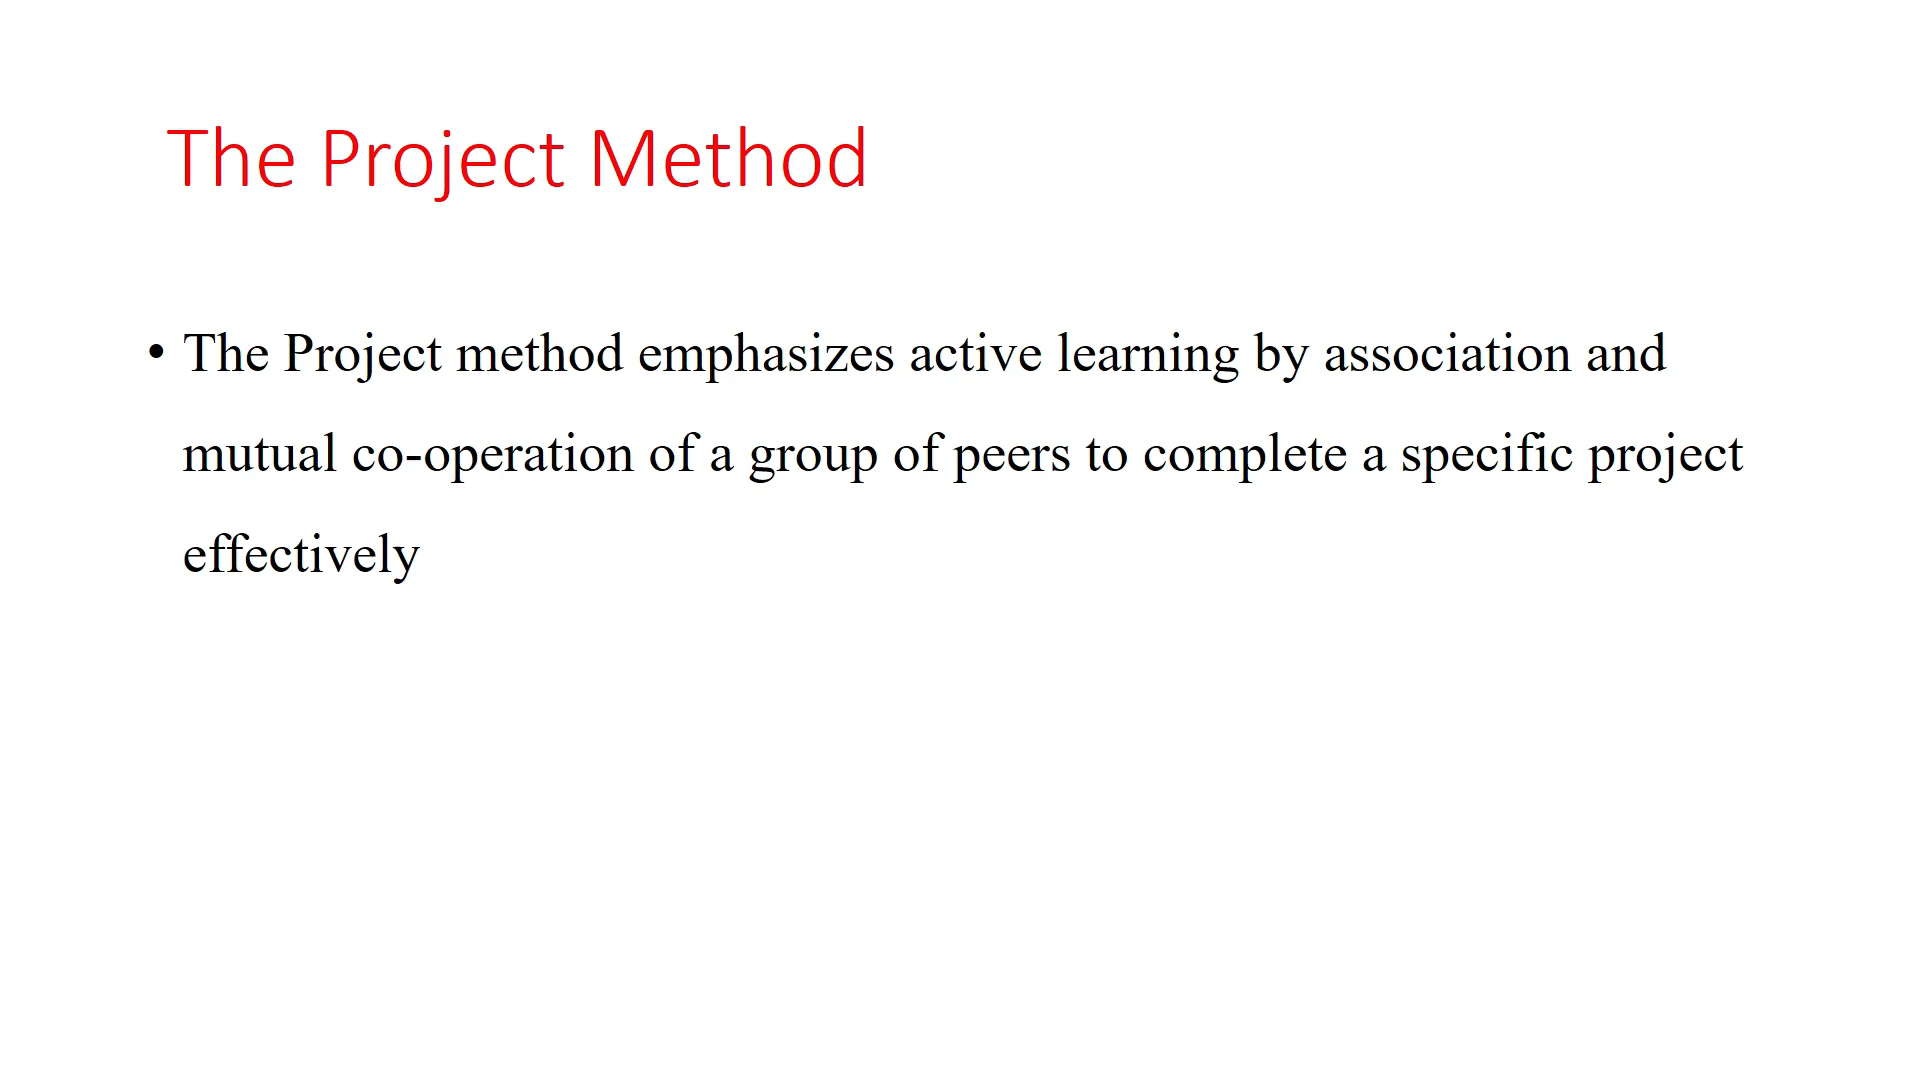 The Project Method
• The Project method emphasizes active learning by association and
mutual co-operation of a group of peers to complete a specific project
effectively